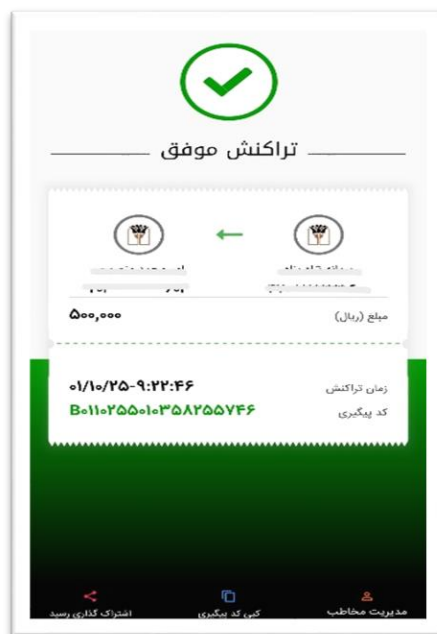 تراکنش موفق
مبلغ (ریال) ۵۰۰,۰۰۰
زمان تراکنش ۰۱/۱۰/۲۵-۹:۲۲:۴۶
کد پیگیری B۰۱۱۰۲۵۵۰۱۰۳۵۸۲۵۵۷۴۶
مدیریت مخاطب کپی کد پیگیری اشتراک گذاری رسید